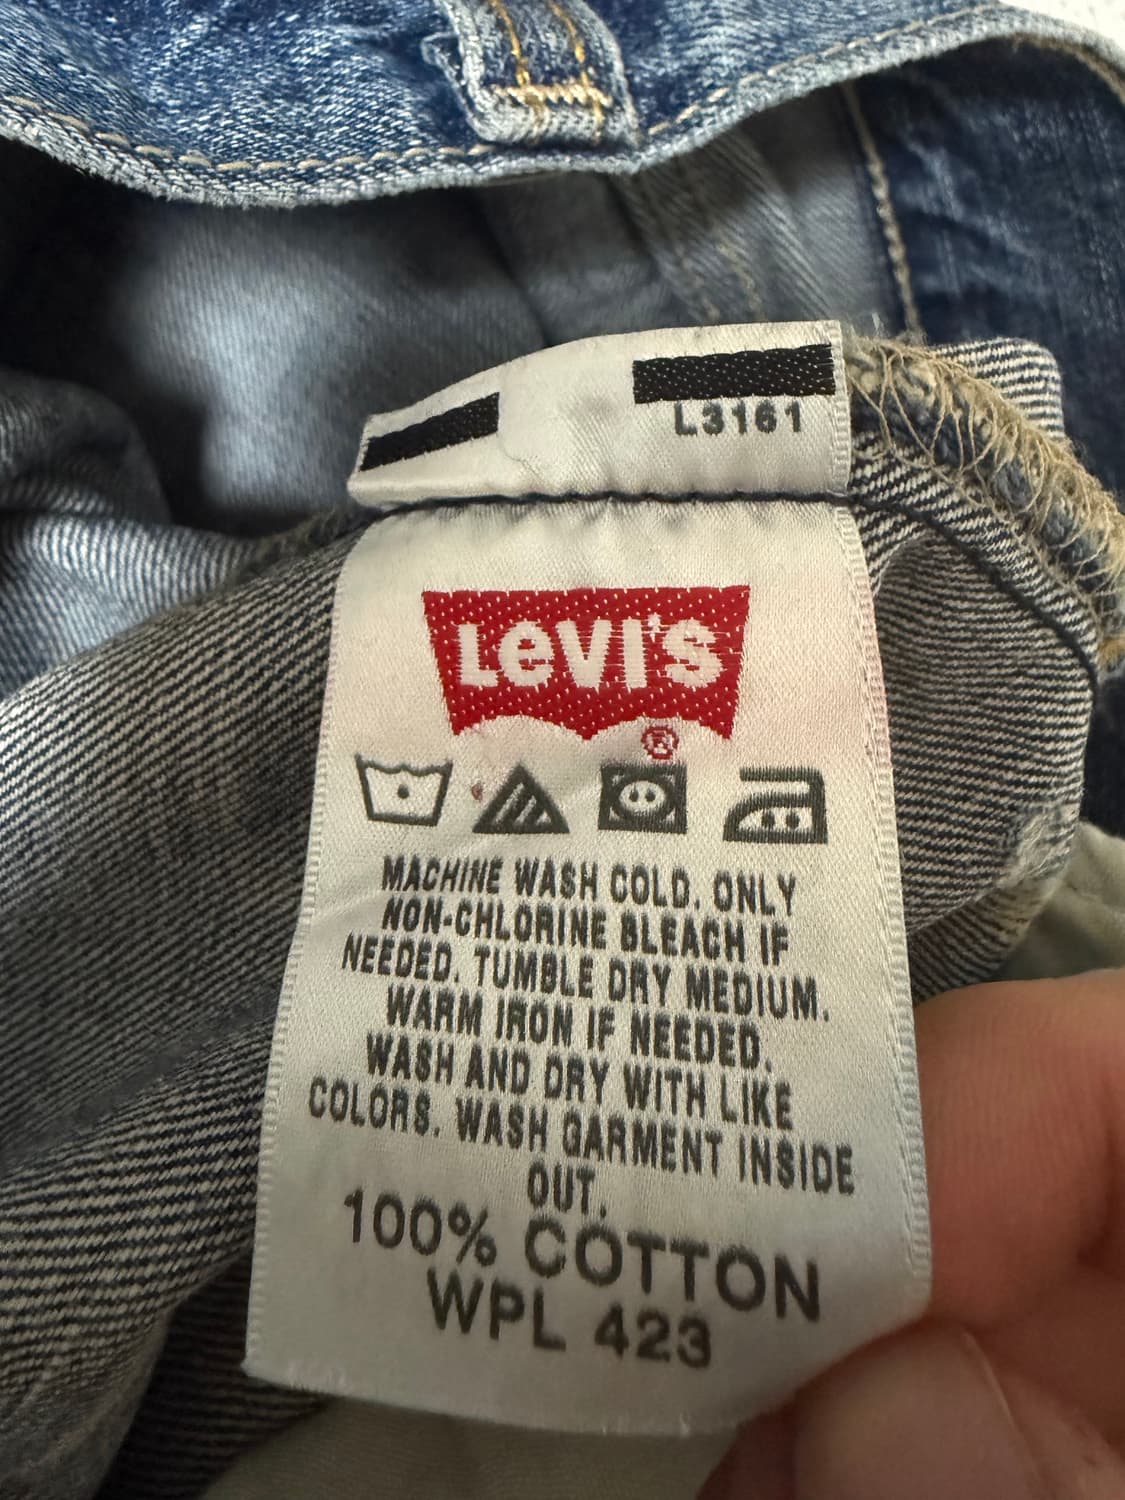 L3161
LEVI'S
®
MACHINE WASH COLD. ONLY
NON-CHLORINE BLEACH IF
NEEDED. TUMBLE DRY MEDIUM.
WARM IRON IF NEEDED.
WASH AND DRY WITH LIKE
COLORS. WASH GARMENT INSIDE
OUT.
100% COTTON
WPL 423